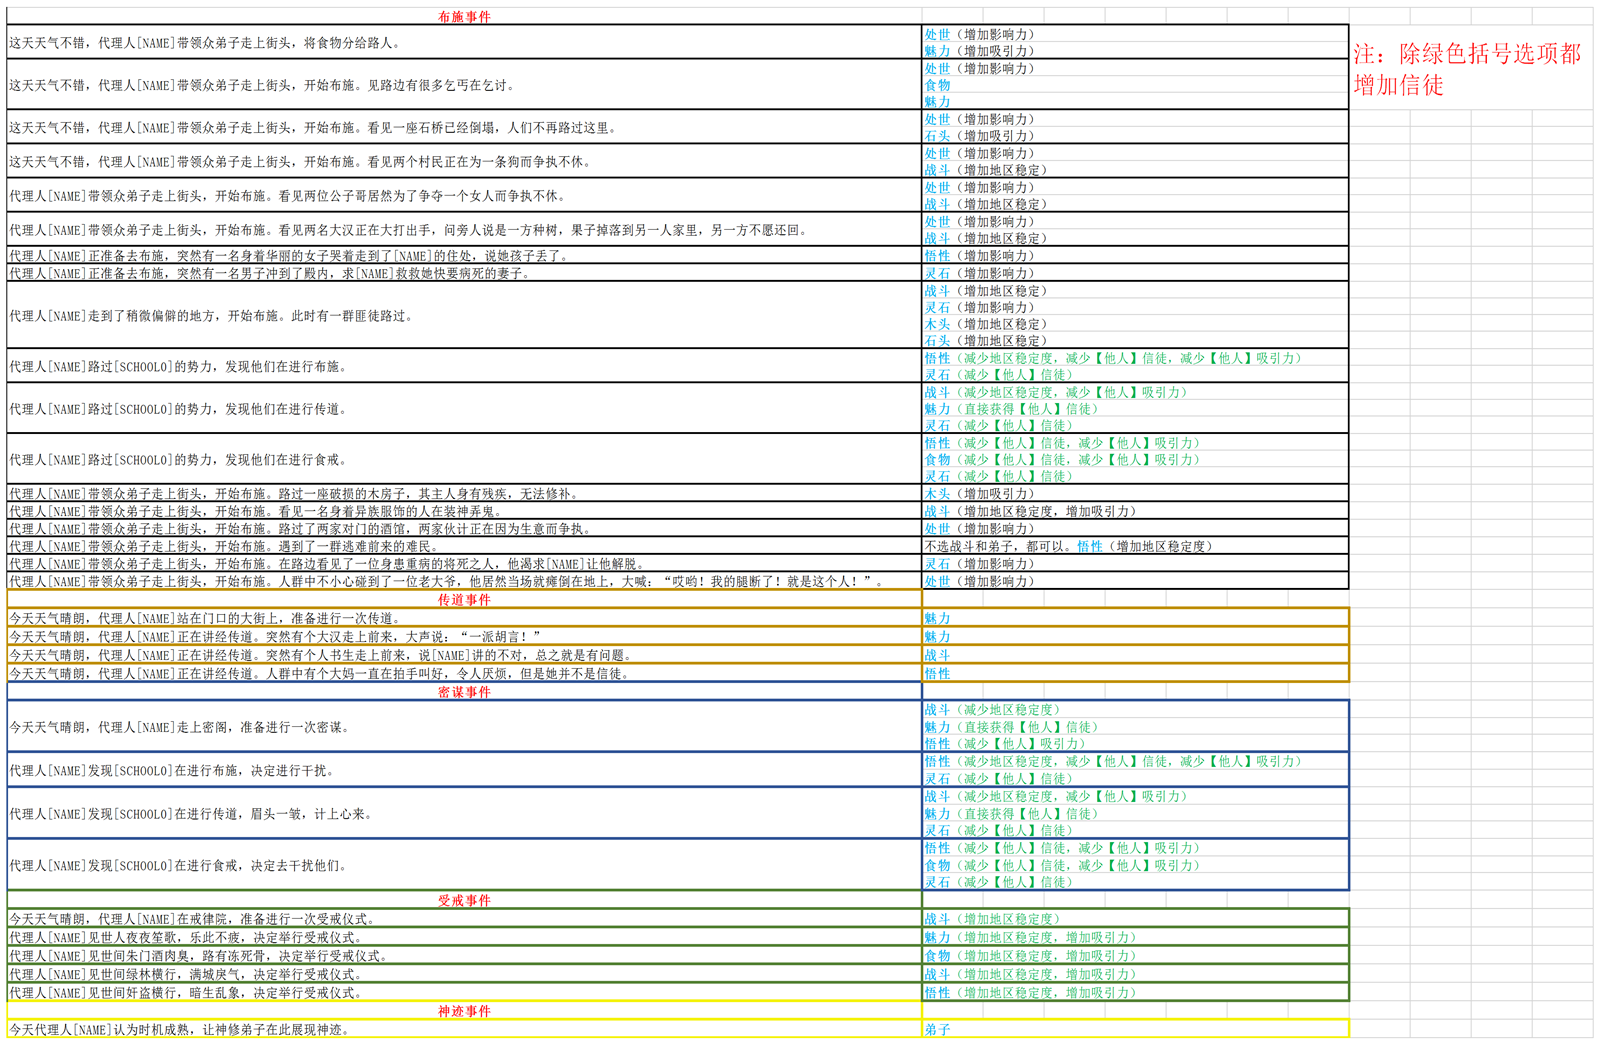 布施事件
这天天气不错，代理人[NAME]带领众弟子走上街头，将食物分给路人。
处世（增加影响力）
魅力（增加吸引力）
注：除绿色括号选项都
增加信徒
这天天气不错，代理人[NAME]带领众弟子走上街头，开始布施。见路边有很多乞丐在乞讨。
处世（增加影响力）
食物
魅力
这天天气不错，代理人[NAME]带领众弟子走上街头，开始布施。看见一座石桥已经倒塌，人们不再路过这里。
处世（增加影响力）
石头（增加吸引力）
这天天气不错，代理人[NAME]带领众弟子走上街头，开始布施。看见两个村民正在为一条狗而争执不休。
处世（增加影响力）
战斗（增加地区稳定）
代理人[NAME]带领众弟子走上街头，开始布施。看见两位公子哥居然为了争夺一个女人而争执不休。
处世（增加影响力）
战斗（增加地区稳定）
代理人[NAME]带领众弟子走上街头，开始布施。看见两名大汉正在大打出手，问旁人说是一方种树，果子掉落到另一人家里，另一方不愿还回。
处世（增加影响力）
战斗（增加地区稳定）
代理人[NAME]正准备去布施，突然有一名身着华丽的女子哭着走到了[NAME]的住处，说她孩子丢了。
悟性（增加影响力）
代理人[NAME]正准备去布施，突然有一名男子冲到了殿内，求[NAME]救救她快要病死的妻子。
灵石（增加影响力）
代理人[NAME]走到了稍微偏僻的地方，开始布施。此时有一群匪徒路过。
战斗（增加地区稳定）
灵石（增加影响力）
木头（增加地区稳定）
石头（增加地区稳定）
代理人[NAME]路过[SCHOOL0]的势力，发现他们在进行布施。
悟性（减少地区稳定度，减少【他人】信徒，减少【他人】吸引力）
灵石（减少【他人】信徒）
代理人[NAME]路过[SCHOOL0]的势力，发现他们在进行传道。
战斗（减少地区稳定度，减少【他人】吸引力）
魅力（直接获得【他人】信徒）
灵石（减少【他人】信徒）
代理人[NAME]路过[SCHOOL0]的势力，发现他们在进行食戒。
悟性（减少【他人】信徒，减少【他人】吸引力）
食物（减少【他人】信徒，减少【他人】吸引力）
灵石（减少【他人】信徒）
代理人[NAME]带领众弟子走上街头，开始布施。路过一座破损的木房子，其主人身有残疾，无法修补。
木头（增加吸引力）
代理人[NAME]带领众弟子走上街头，开始布施。看见一名身着异族服饰的人在装神弄鬼。
战斗（增加地区稳定度，增加吸引力）
代理人[NAME]带领众弟子走上街头，开始布施。路过了两家对门的酒馆，两家伙计正在因为生意而争执。
处世（增加影响力）
代理人[NAME]带领众弟子走上街头，开始布施。遇到了一群逃难前来的难民。
不选战斗和弟子，都可以。悟性（增加地区稳定度）
代理人[NAME]带领众弟子走上街头，开始布施。在路边看见了一位身患重病的将死之人，他渴求[NAME]让他解脱。
灵石（增加影响力）
代理人[NAME]带领众弟子走上街头，开始布施。人群中不小心碰到了一位老大爷，他居然当场就瘫倒在地上，大喊：“哎哟！我的腿断了！就是这个人！”。
处世（增加影响力）
传道事件
今天天气晴朗，代理人[NAME]站在门口的大街上，准备进行一次传道。
魅力
今天天气晴朗，代理人[NAME]正在讲经传道。突然有个大汉走上前来，大声说：“一派胡言！”
魅力
今天天气晴朗，代理人[NAME]正在讲经传道。突然有个人书生走上前来，说[NAME]讲的不对，总之就是有问题。
战斗
今天天气晴朗，代理人[NAME]正在讲经传道。人群中有个大妈一直在拍手叫好，令人厌烦，但是她并不是信徒。
悟性
密谋事件
今天天气晴朗，代理人[NAME]走上密阁，准备进行一次密谋。
战斗（减少地区稳定度）
魅力（直接获得【他人】信徒）
悟性（减少【他人】吸引力）
代理人[NAME]发现[SCHOOL0]在进行布施，决定进行干扰。
悟性（减少地区稳定度，减少【他人】信徒，减少【他人】吸引力）
灵石（减少【他人】信徒）
代理人[NAME]发现[SCHOOL0]在进行传道，眉头一皱，计上心来。
战斗（减少地区稳定度，减少【他人】吸引力）
魅力（直接获得【他人】信徒）
灵石（减少【他人】信徒）
代理人[NAME]发现[SCHOOL0]在进行食戒，决定去干扰他们。
悟性（减少【他人】信徒，减少【他人】吸引力）
食物（减少【他人】信徒，减少【他人】吸引力）
灵石（减少【他人】信徒）
受戒事件
今天天气晴朗，代理人[NAME]在戒律院，准备进行一次受戒仪式。
战斗（增加地区稳定度）
代理人[NAME]见世人夜夜笙歌，乐此不疲，决定举行受戒仪式。
魅力（增加地区稳定度，增加吸引力）
代理人[NAME]见世间朱门酒肉臭，路有冻死骨，决定举行受戒仪式。
食物（增加地区稳定度，增加吸引力）
代理人[NAME]见世间绿林横行，满城戾气，决定举行受戒仪式。
战斗（增加地区稳定度，增加吸引力）
代理人[NAME]见世间奸盗横行，暗生乱象，决定举行受戒仪式。
悟性（增加地区稳定度，增加吸引力）
神迹事件
今天代理人[NAME]认为时机成熟，让神修弟子在此展现神迹。
弟子